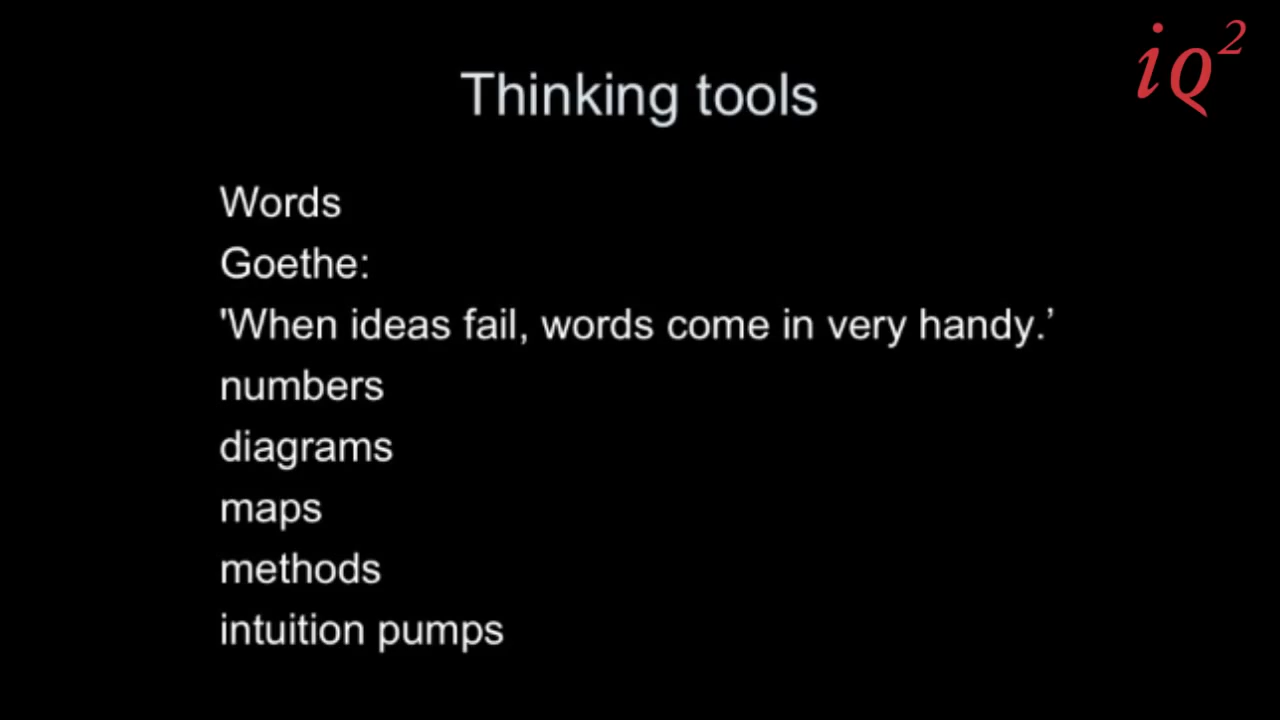 iq²
Thinking tools
Words
Goethe:
'When ideas fail, words come in very handy.’
numbers
diagrams
maps
methods
intuition pumps